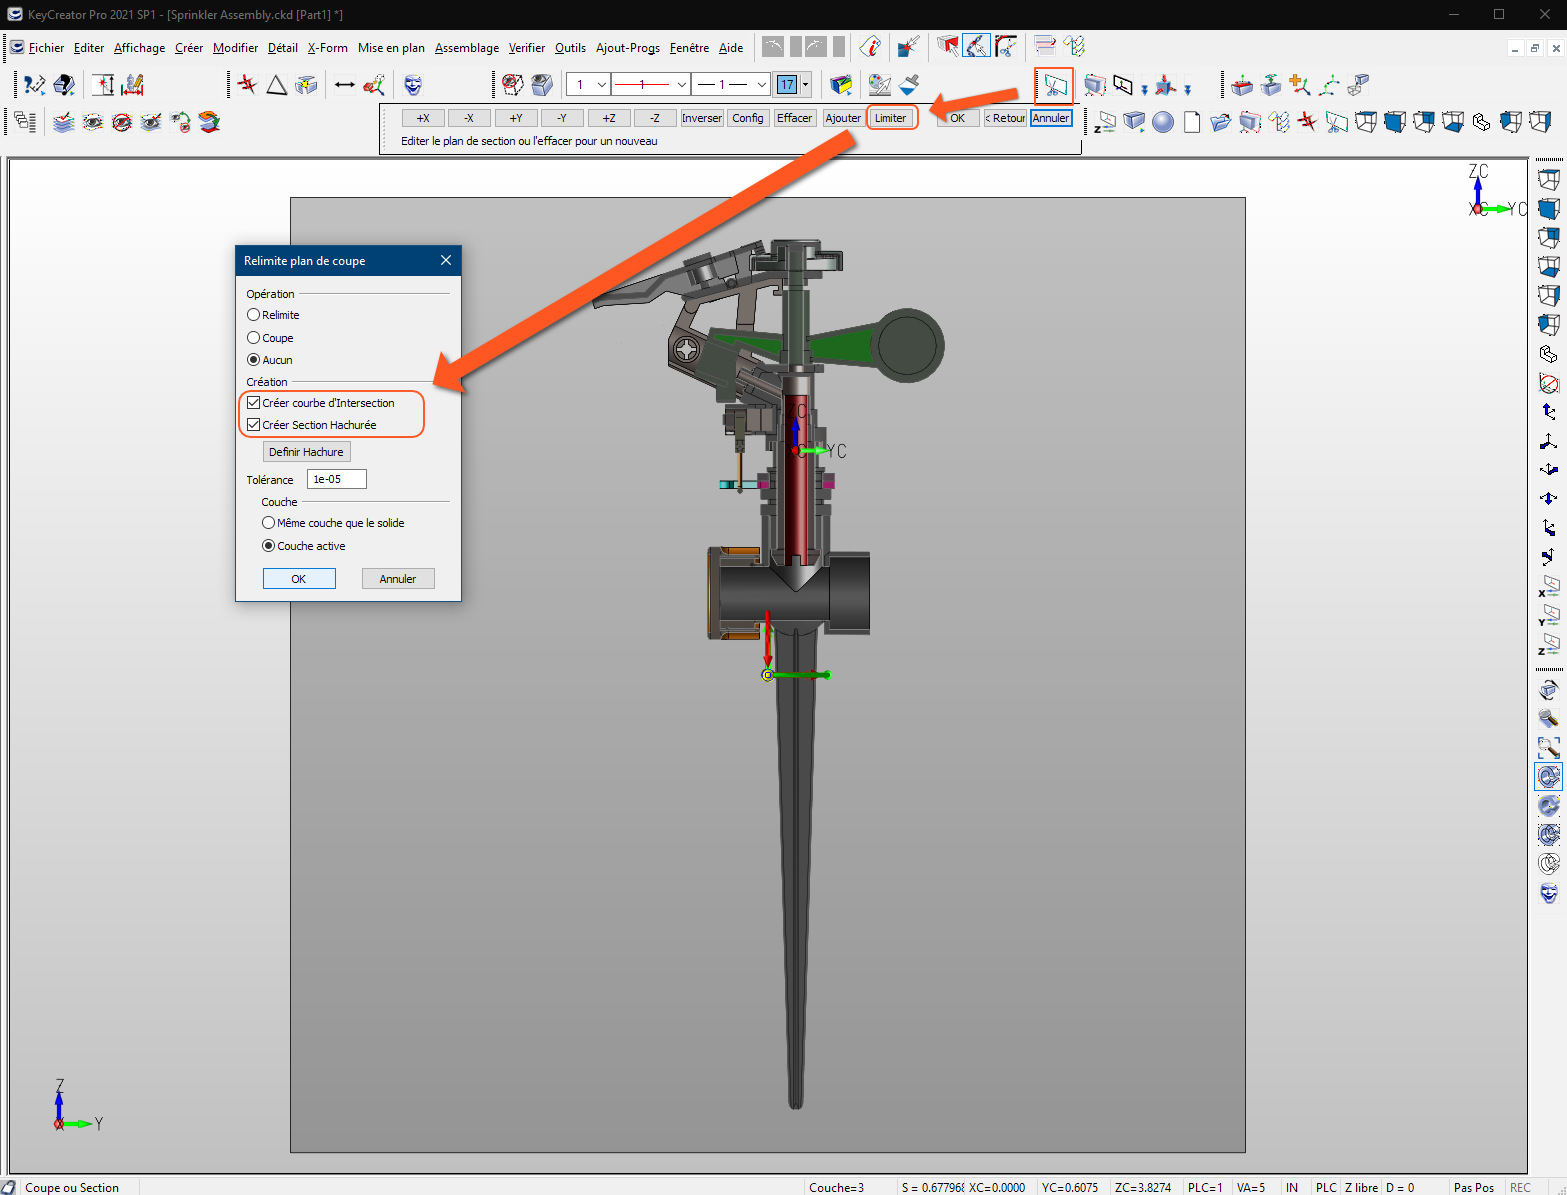 KeyCreator Pro 2021 SP1 - [Sprinkler Assembly.ckd [Part1] *]
Fichier Editer Affichage Créer Modifier Détail X-Form Mise en plan Assemblage Verifier Outils Ajout-Progs Fenêtre Aide
1 1 1 17
+X -X +Y -Y +Z -Z Inverser Config Effacer Ajouter Limiter OK < Retour Annuler
Editer le plan de section ou l'effacer pour un nouveau
ZC
XC YC
Relimite plan de coupe
Opération
Relimite
Coupe
Aucun
Création
Créer courbe d'Intersection
Créer Section Hachurée
Definir Hachure
Tolérance 1e-05
Couche
Même couche que le solide
Couche active
OK Annuler
ZC
YC
Z
X Y
X
Y
Z
Coupe ou Section Couche=3 S = 0.67796 XC=0.0000 YC=0.6075 ZC=3.8274 PLC=1 VA=5 IN PLC Z libre D = 0 Pas Pos REC